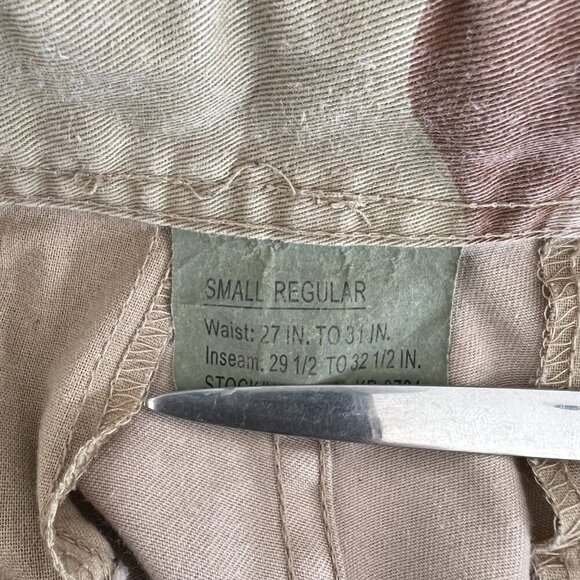 SMALL REGULAR
Waist: 27 IN. TO 31 IN.
Inseam: 29 1/2 TO 32 1/2 IN.